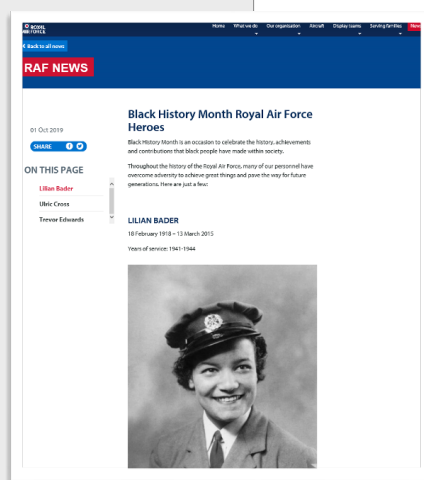 ROYAL
AIR FORCE
Home What we do Our organisation Aircraft Display teams Serving families News
Back to all news
RAF NEWS
01 Oct 2019
SHARE
ON THIS PAGE
Lilian Bader
Ulric Cross
Trevor Edwards
Black History Month Royal Air Force
Heroes
Black History Month is an occasion to celebrate the history, achievements
and contributions that black people have made within society.
Throughout the history of the Royal Air Force, many of our personnel have
overcome adversity to achieve great things and pave the way for future
generations. Here are just a few:
LILIAN BADER
18 February 1918 – 13 March 2015
Years of service: 1941-1944